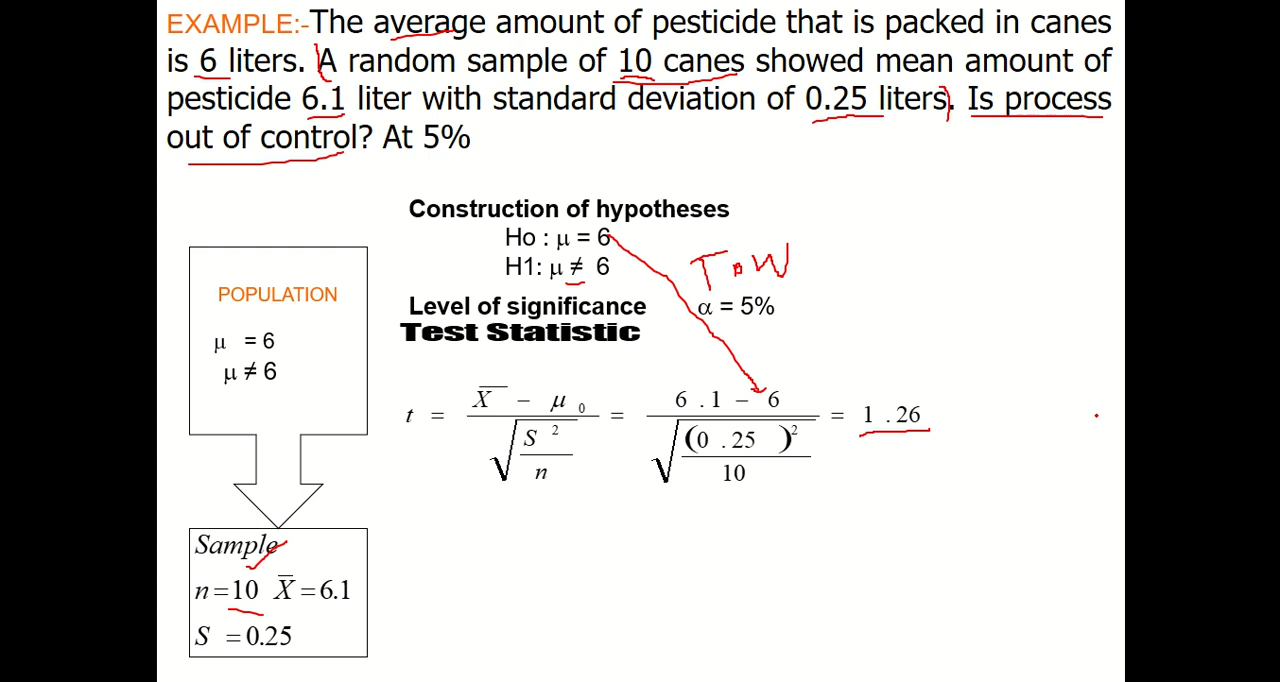 EXAMPLE:-The average amount of pesticide that is packed in canes
is 6 liters. A random sample of 10 canes showed mean amount of
pesticide 6.1 liter with standard deviation of 0.25 liters. Is process
out of control? At 5%
Construction of hypotheses
Ho : μ = 6
H1: μ ≠ 6
Level of significance α = 5%
Test Statistic
t = X̄ − μ0 / √(S² / n) = 6 . 1 − 6 / √((0 . 25 )² / 10) = 1 . 26
POPULATION
μ = 6
μ ≠ 6
Sample
n = 10 X̄ = 6.1
S = 0.25